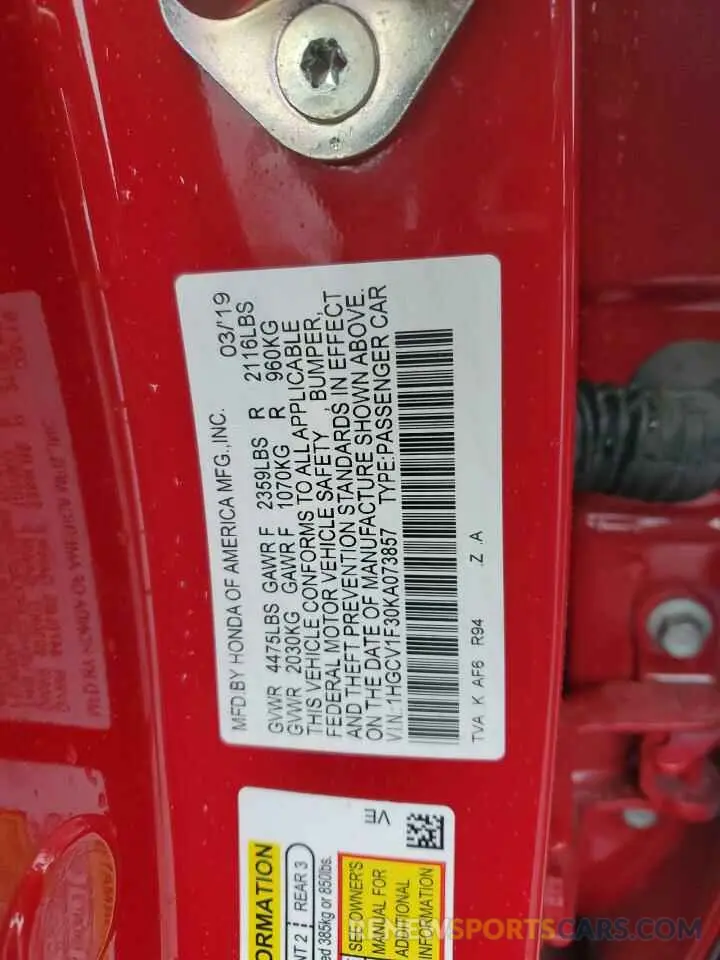 MFD.BY HONDA OF AMERICA MFG.,INC. 03/'19
GVWR 4475LBS GAWR F 2359LBS R 2116LBS
GVWR 2030KG GAWR F 1070KG R 960KG
THIS VEHICLE CONFORMS TO ALL APPLICABLE
FEDERAL MOTOR VEHICLE SAFETY, BUMPER,
AND THEFT PREVENTION STANDARDS IN EFFECT
ON THE DATE OF MANUFACTURE SHOWN ABOVE.
V.I.N.:1HGCV1F30KA073857 TYPE:PASSENGER CAR
TVA K AF6 R94 .Z .A
ORMATION
NT 2 REAR 3
ed 385kg or 850lbs.
SEE OWNER'S
MANUAL FOR
ADDITIONAL
INFORMATION
VE
NEWSPORTSCARS.COM